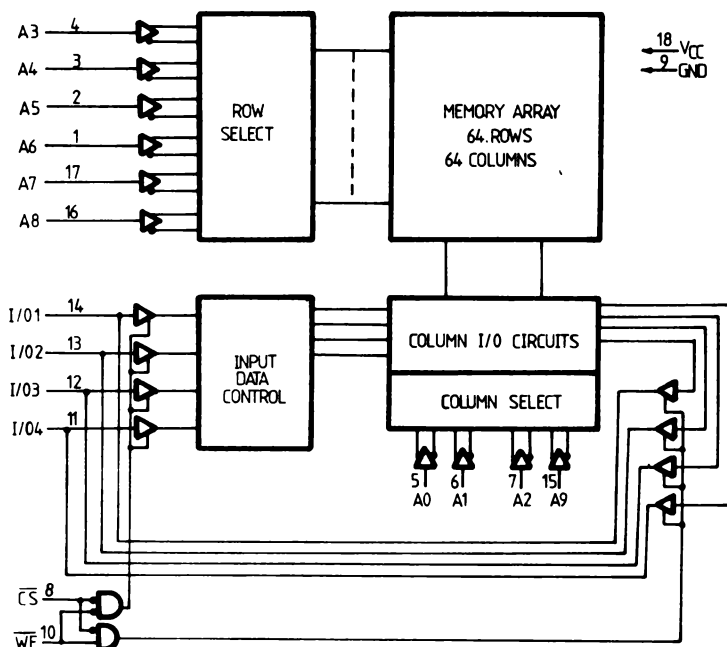 A3 4
A4 3
A5 2
A6 1
A7 17
A8 16
ROW
SELECT
MEMORY ARRAY
64.ROWS
64 COLUMNS
18 VCC
9 GND
I/O1 14
I/O2 13
I/O3 12
I/O4 11
INPUT
DATA
CONTROL
COLUMN I/O CIRCUITS
COLUMN SELECT
5 6 7 15
A0 A1 A2 A9
CS 8
WE 10